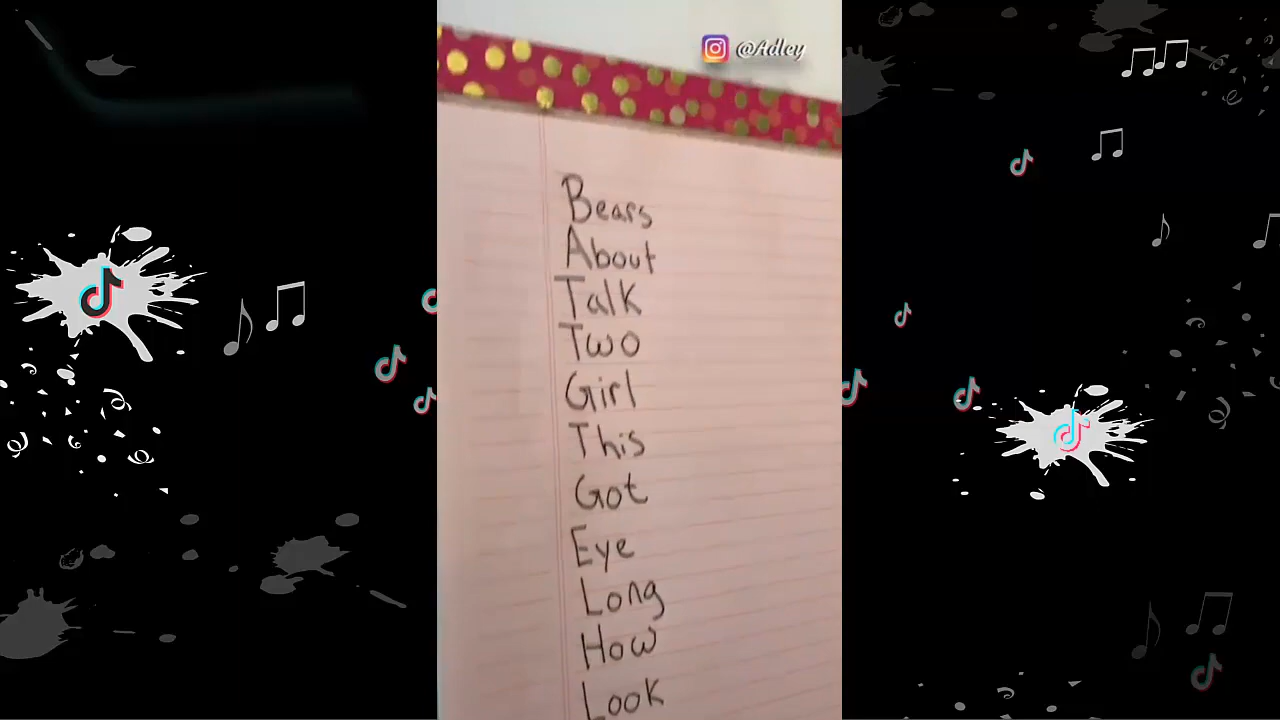 @Adley
Bears
About
Talk
Two
Girl
This
Got
Eye
Long
How
Look